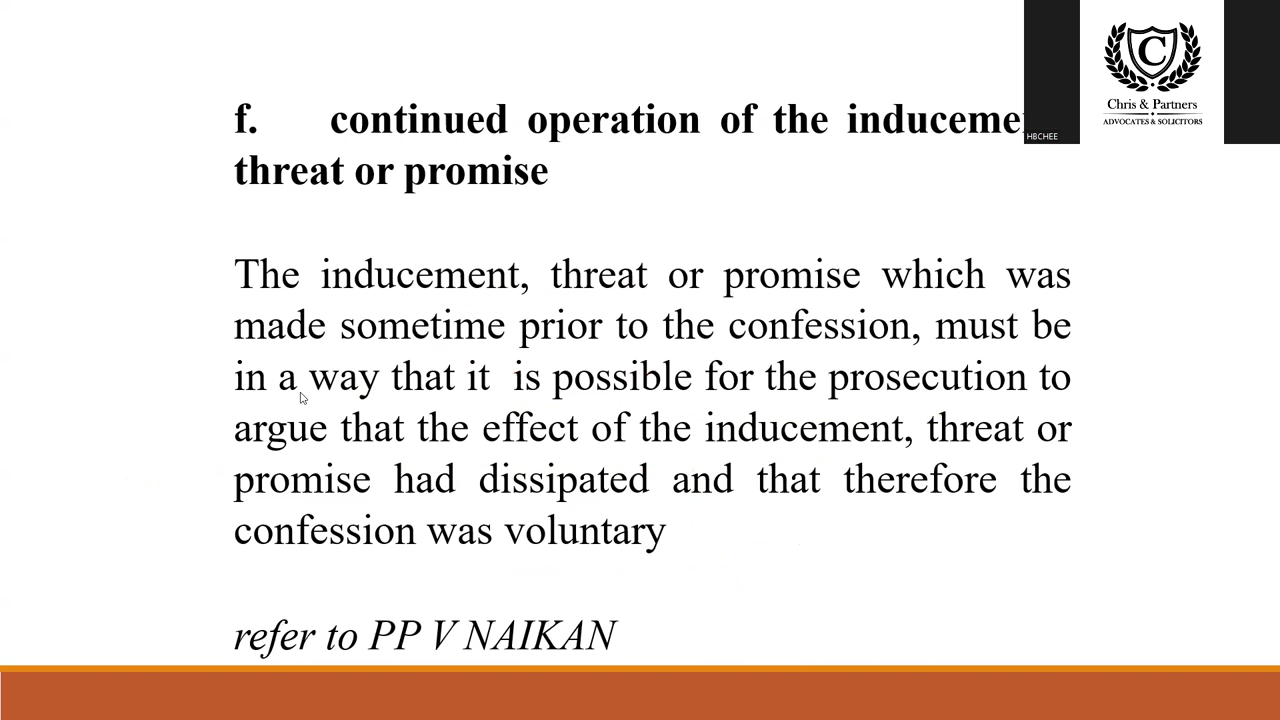 C
Chris & Partners
ADVOCATES & SOLICITORS
HBCHEE
f. continued operation of the
threat or promise
The inducement, threat or promise which was
made sometime prior to the confession, must be
in a way that it is possible for the prosecution to
argue that the effect of the inducement, threat or
promise had dissipated and that therefore the
confession was voluntary
refer to PP V NAIKAN